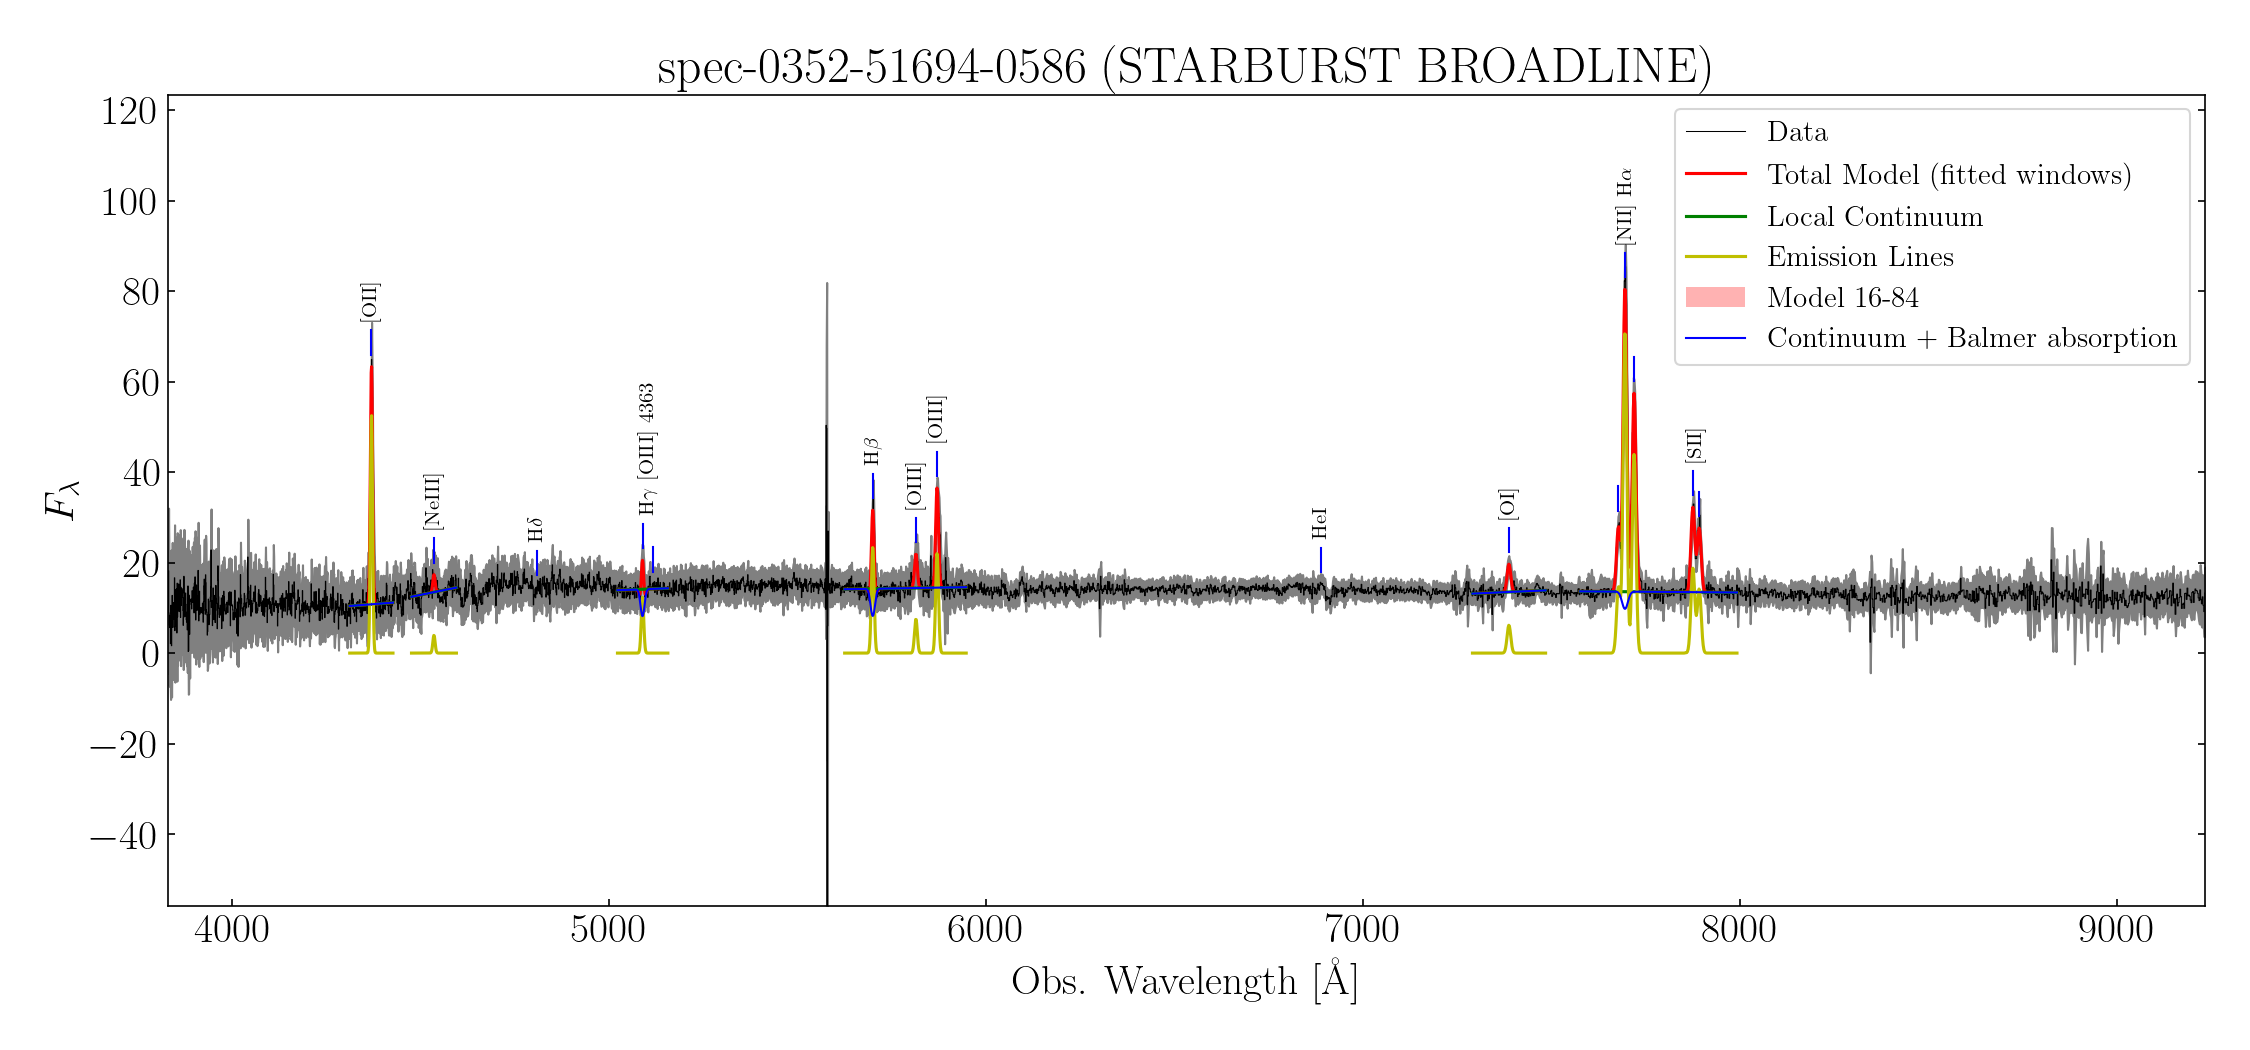 spec-0352-51694-0586 (STARBURST BROADLINE)
120
100
80
60
40
20
0
−20
−40
F_λ
[OII]
[NeIII]
Hδ
Hγ [OIII] 4363
Hβ
[OIII]
[OIII]
HeI
[OI]
[NII] Hα
[SII]
Data
Total Model (fitted windows)
Local Continuum
Emission Lines
Model 16-84
Continuum + Balmer absorption
4000 5000 6000 7000 8000 9000
Obs. Wavelength [Å]